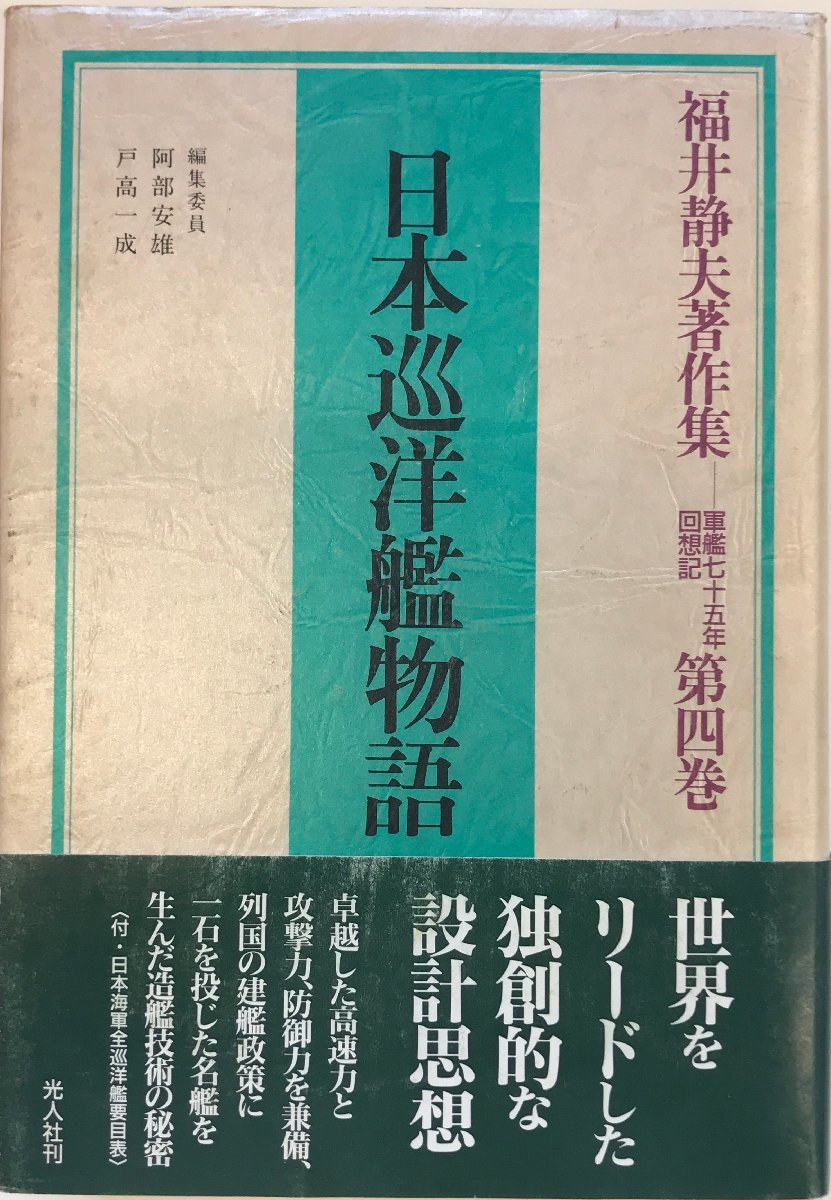 福井静夫著作集──軍艦七十五年
回想記
第四巻
日本巡洋艦物語
編集委員
阿部安雄
戸高一成
世界を
リードした
独創的な
設計思想
卓越した高速力と
攻撃力、防御力を兼備、
列国の建艦政策に
一石を投じた名艦を
生んだ造艦技術の秘密
〈付・日本海軍全巡洋艦要目表〉
光人社刊